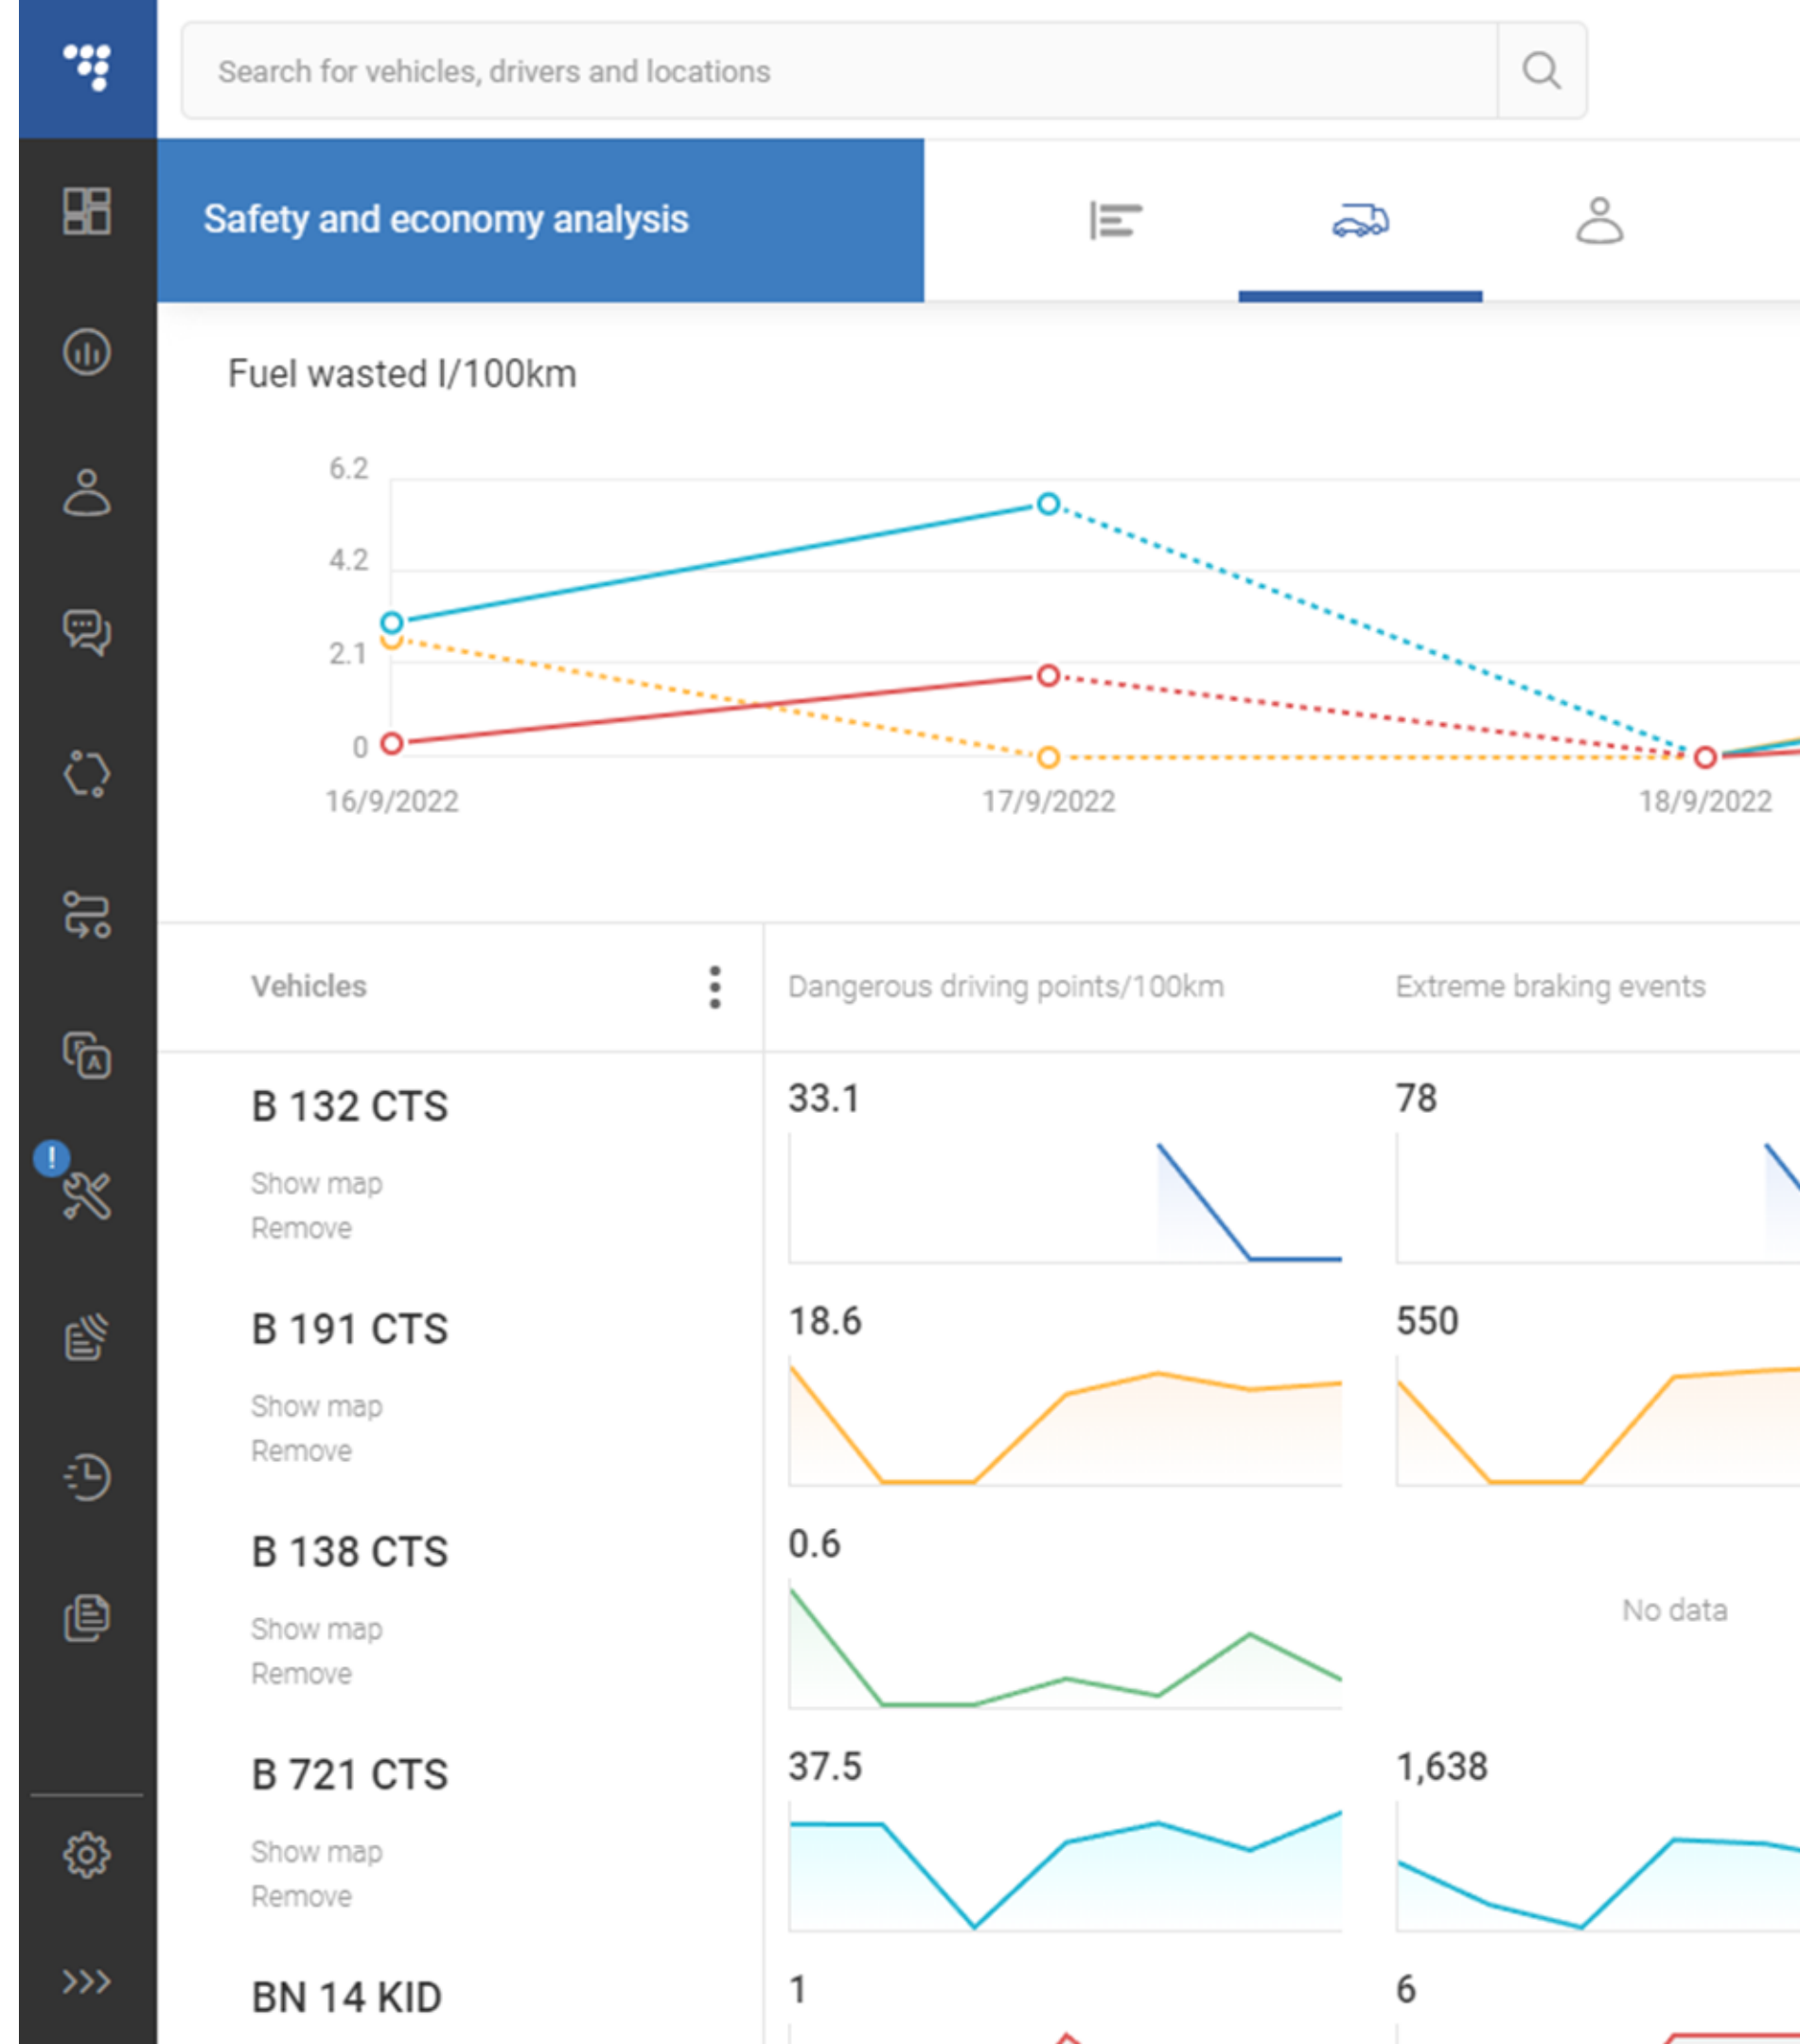 Search for vehicles, drivers and locations
Safety and economy analysis
Fuel wasted l/100km
6.2
4.2
2.1
0
16/9/2022 17/9/2022 18/9/2022
Vehicles Dangerous driving points/100km Extreme braking events
B 132 CTS 33.1 78
Show map
Remove
B 191 CTS 18.6 550
Show map
Remove
B 138 CTS 0.6
No data
Show map
Remove
B 721 CTS 37.5 1,638
Show map
Remove
BN 14 KID 1 6